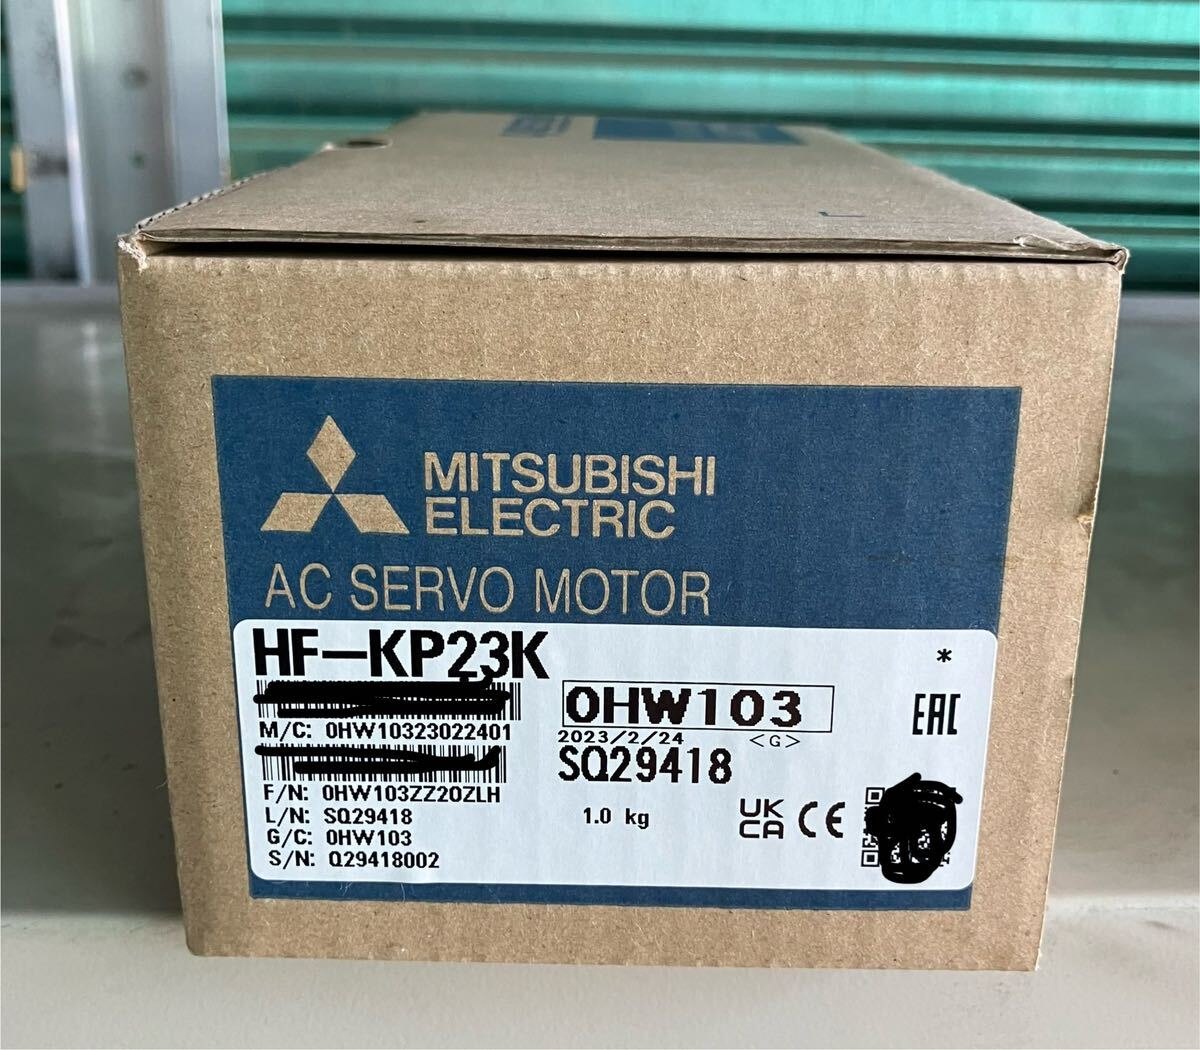 MITSUBISHI
ELECTRIC
AC SERVO MOTOR
HF-KP23K
*
0HW103
EAC
M/C: 0HW10323022401
2023/2/24 <G>
SQ29418
F/N: 0HW103ZZ20ZLH
L/N: SQ29418
1.0 kg
UK
CA CE
G/C: 0HW103
S/N: Q29418002